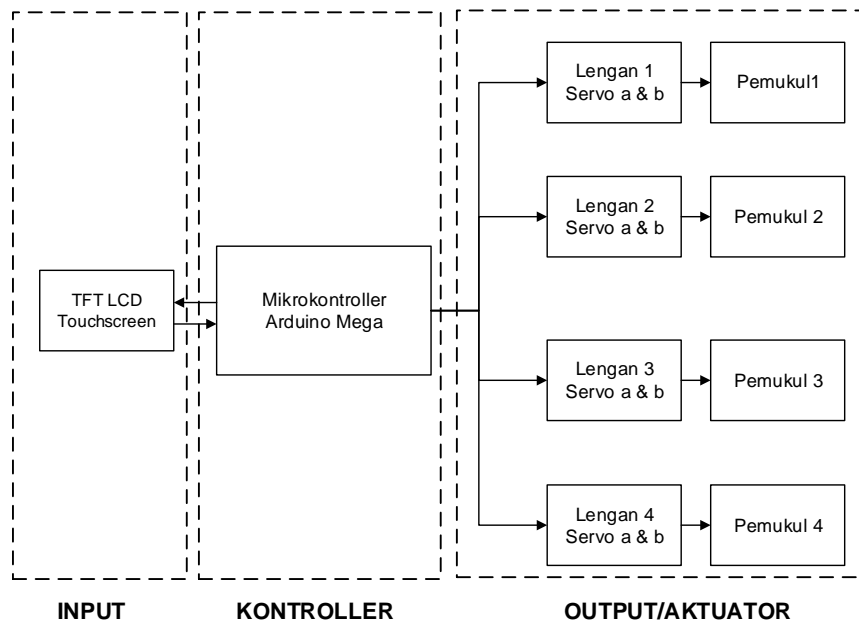 Lengan 1
Servo a & b
Pemukul1
Lengan 2
Servo a & b
Pemukul 2
TFT LCD
Touchscreen
Mikrokontroller
Arduino Mega
Lengan 3
Servo a & b
Pemukul 3
Lengan 4
Servo a & b
Pemukul 4
INPUT
KONTROLLER
OUTPUT/AKTUATOR